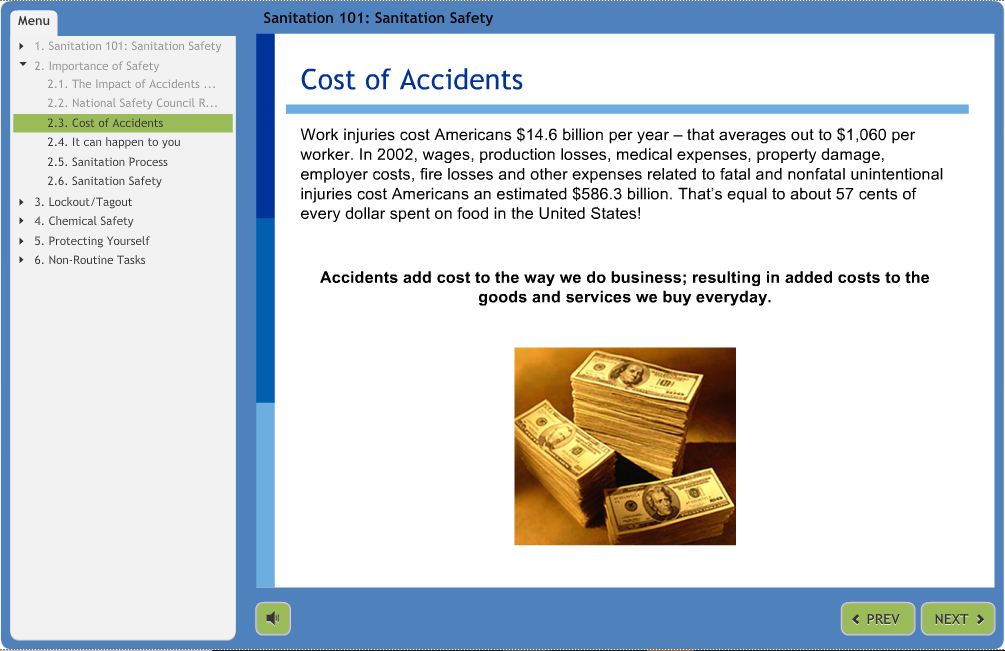 Menu
Sanitation 101: Sanitation Safety
1. Sanitation 101: Sanitation Safety
2. Importance of Safety
2.1. The Impact of Accidents ...
2.2. National Safety Council R...
2.3. Cost of Accidents
2.4. It can happen to you
2.5. Sanitation Process
2.6. Sanitation Safety
3. Lockout/Tagout
4. Chemical Safety
5. Protecting Yourself
6. Non-Routine Tasks
Cost of Accidents
Work injuries cost Americans $14.6 billion per year – that averages out to $1,060 per
worker. In 2002, wages, production losses, medical expenses, property damage,
employer costs, fire losses and other expenses related to fatal and nonfatal unintentional
injuries cost Americans an estimated $586.3 billion. That's equal to about 57 cents of
every dollar spent on food in the United States!
Accidents add cost to the way we do business; resulting in added costs to the
goods and services we buy everyday.
PREV
NEXT